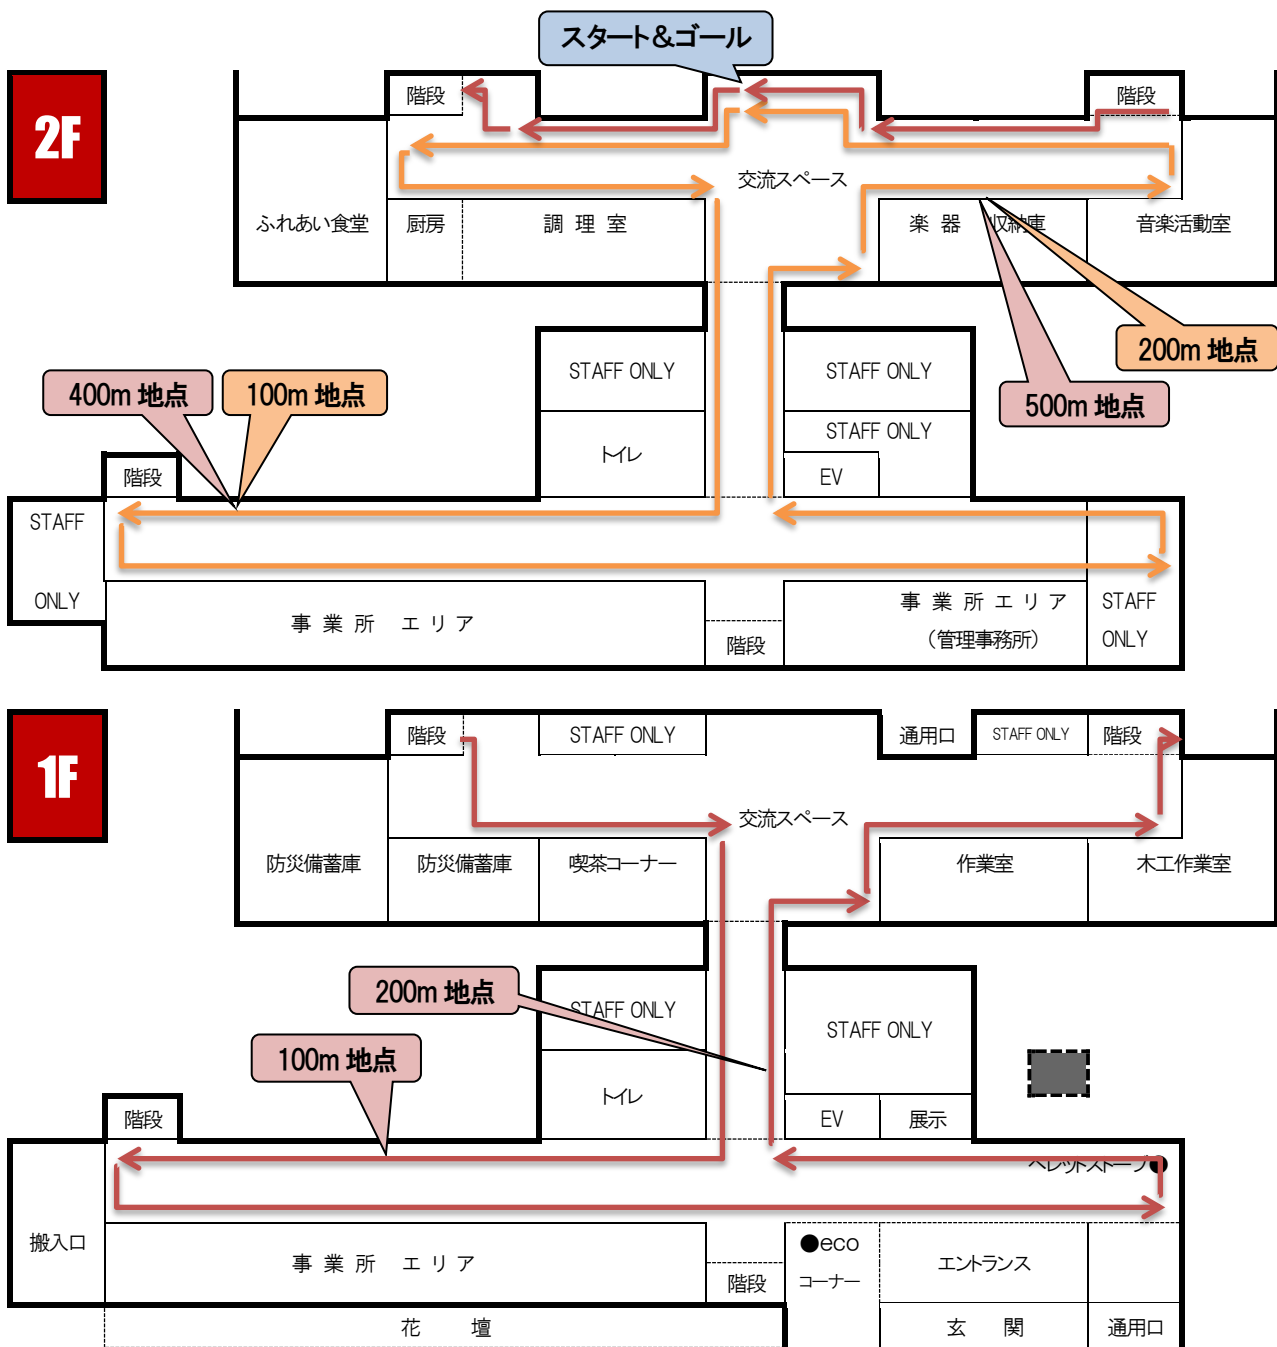 スタート&ゴール
2F
階段
階段
交流スペース
ふれあい食堂
厨房
調 理 室
楽 器 収納庫
音楽活動室
200m 地点
500m 地点
400m 地点
100m 地点
STAFF ONLY
STAFF ONLY
STAFF ONLY
トイレ
EV
階段
STAFF
ONLY
事 業 所 エ リ ア
階段
事 業 所 エ リ ア
(管理事務所)
STAFF
ONLY
1F
階段
STAFF ONLY
通用口
STAFF ONLY
階段
交流スペース
防災備蓄庫
防災備蓄庫
喫茶コーナー
作業室
木工作業室
200m 地点
STAFF ONLY
STAFF ONLY
100m 地点
トイレ
EV
展示
階段
ペレットストーブ●
搬入口
事 業 所 エ リ ア
階段
●eco
コーナー
エントランス
花 壇
玄 関
通用口